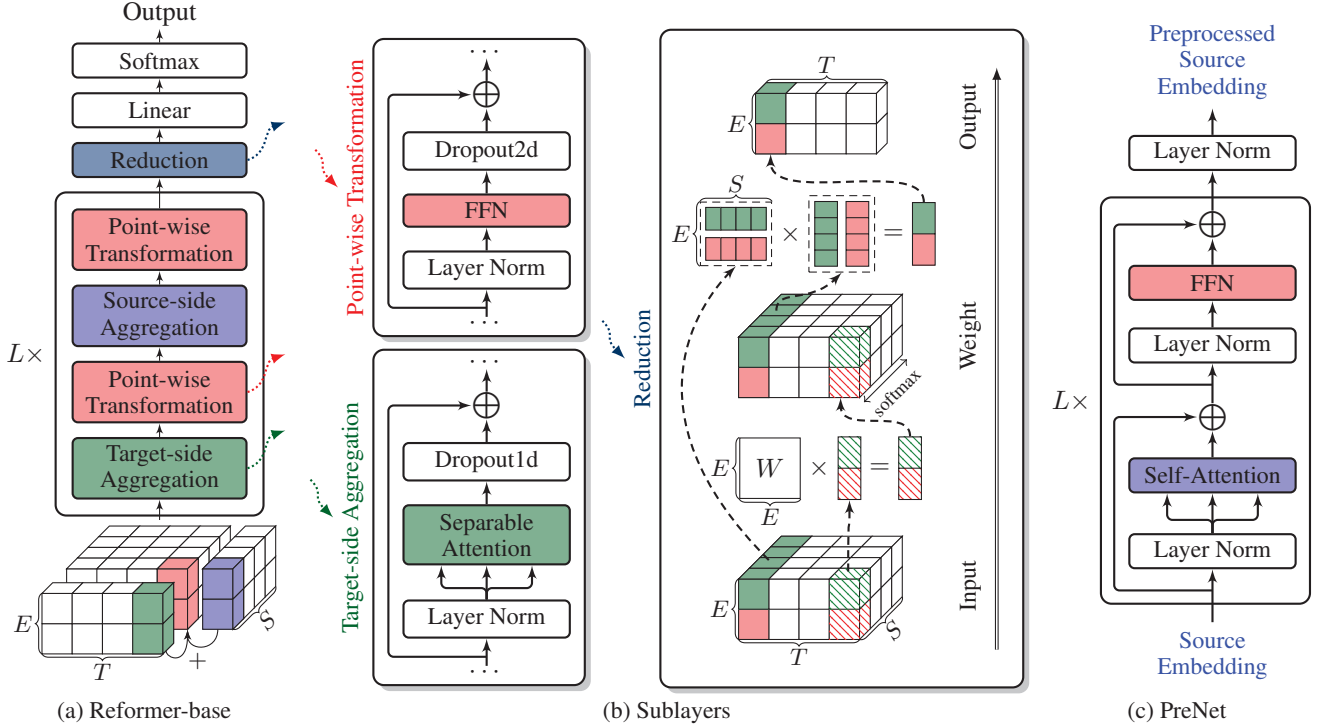 Output
Softmax
Linear
Reduction
Point-wise
Transformation
Source-side
Aggregation
L×
Point-wise
Transformation
Target-side
Aggregation
E
T
S
+
(a) Reformer-base
Point-wise Transformation
. . .
Dropout2d
FFN
Layer Norm
. . .
Target-side Aggregation
. . .
Dropout1d
Separable
Attention
Layer Norm
. . .
(b) Sublayers
Reduction
T
E
Output
S
E
×
=
Weight
softmax
E
W
×
=
E
E
T
S
Input
Preprocessed
Source
Embedding
Layer Norm
FFN
Layer Norm
L×
Self-Attention
Layer Norm
Source
Embedding
(c) PreNet